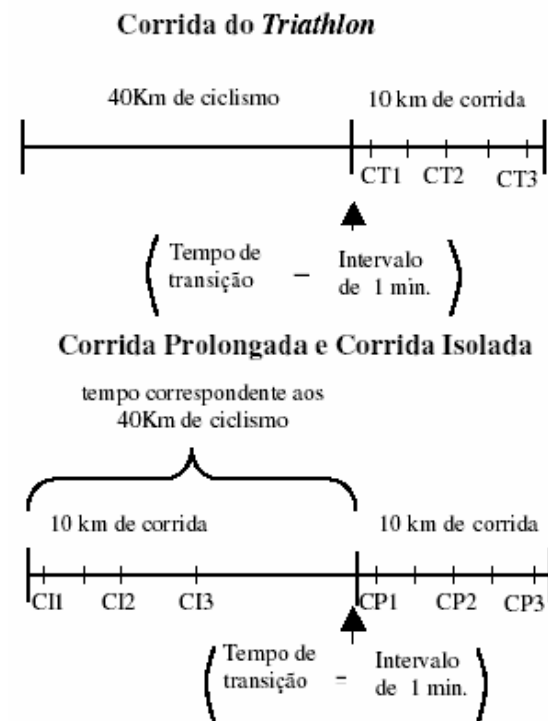 Corrida do Triathlon
40Km de ciclismo 10 km de corrida
CT1 CT2 CT3
Tempo de transição – Intervalo de 1 min.
Corrida Prolongada e Corrida Isolada
tempo correspondente aos
40Km de ciclismo
10 km de corrida 10 km de corrida
CI1 CI2 CI3 CP1 CP2 CP3
Tempo de transição = Intervalo de 1 min.